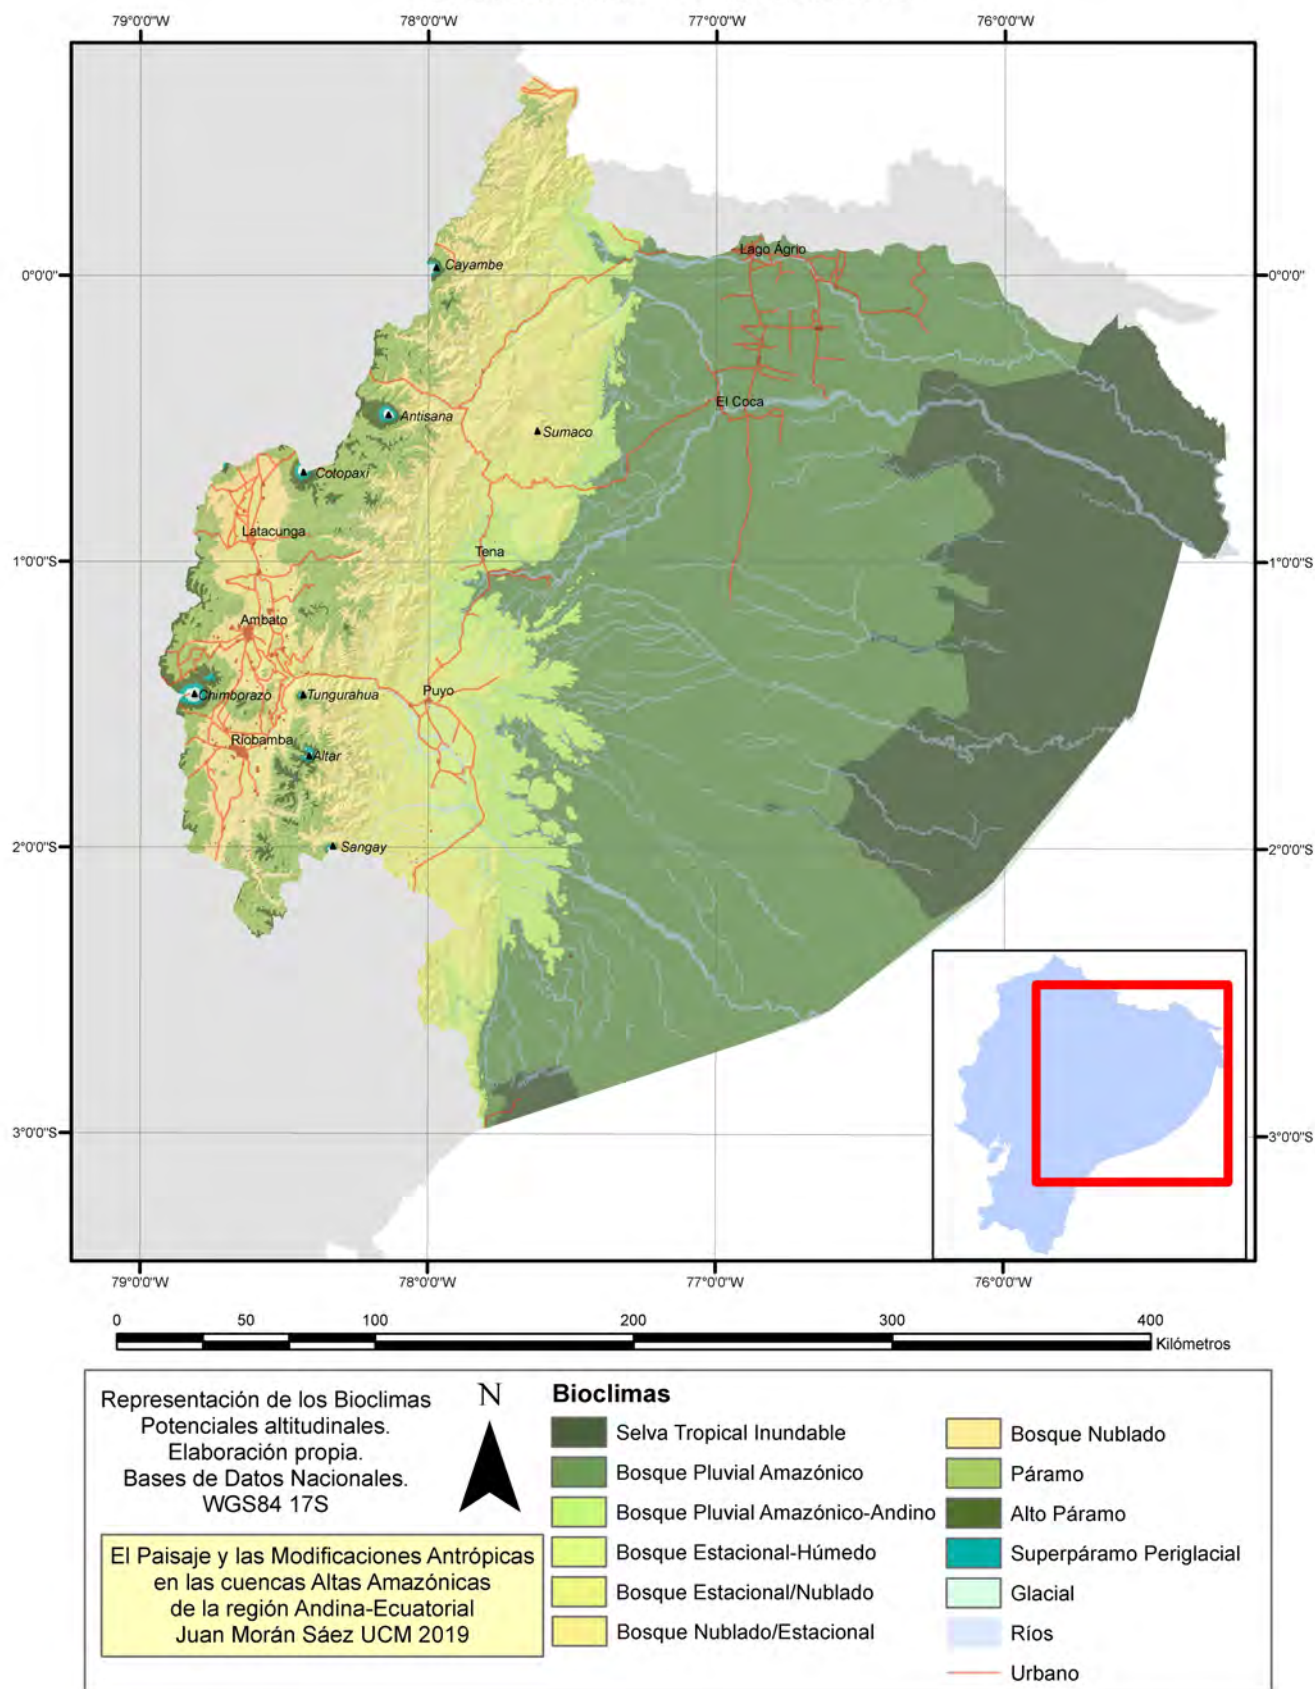 79°0'0"W
78°0'0"W
77°0'0"W
76°0'0"W
Lago Agrio
Cayambe
0°0'0"
0°0'0"
El Coca
Antisana
Sumaco
Cotopaxi
Latacunga
Tena
1°0'0"S
1°0'0"S
Ambato
Chimborazo
Tungurahua
Puyo
Riobamba
Altar
Sangay
2°0'0"S
2°0'0"S
3°0'0"S
3°0'0"S
79°0'0"W
78°0'0"W
77°0'0"W
76°0'0"W
0
50
100
200
300
400
Kilómetros
Representación de los Bioclimas
Potenciales altitudinales.
Elaboración propia.
Bases de Datos Nacionales.
WGS84 17S
N
El Paisaje y las Modificaciones Antrópicas
en las cuencas Altas Amazónicas
de la región Andina-Ecuatorial
Juan Morán Sáez UCM 2019
Bioclimas
Selva Tropical Inundable
Bosque Pluvial Amazónico
Bosque Pluvial Amazónico-Andino
Bosque Estacional-Húmedo
Bosque Estacional/Nublado
Bosque Nublado/Estacional
Bosque Nublado
Páramo
Alto Páramo
Superpáramo Periglacial
Glacial
Ríos
Urbano